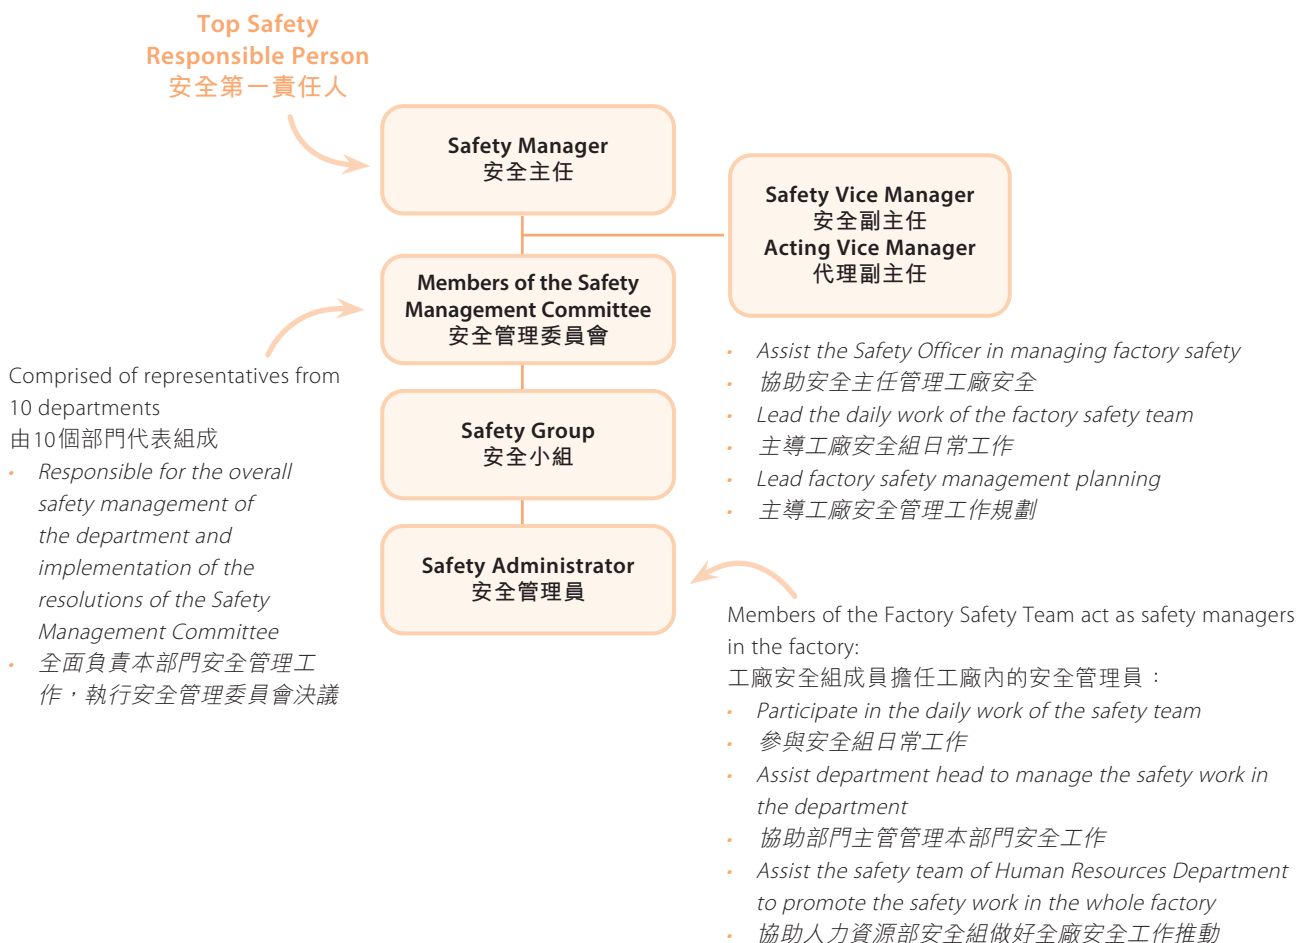 Top Safety
Responsible Person
安全第一責任人
Safety Manager
安全主任
Safety Vice Manager
安全副主任
Acting Vice Manager
代理副主任
Members of the Safety
Management Committee
安全管理委員會
Safety Group
安全小組
Safety Administrator
安全管理員
Comprised of representatives from
10 departments
由10個部門代表組成
• Responsible for the overall
safety management of
the department and
implementation of the
resolutions of the Safety
Management Committee
• 全面負責本部門安全管理工
作，執行安全管理委員會決議
• Assist the Safety Officer in managing factory safety
• 協助安全主任管理工廠安全
• Lead the daily work of the factory safety team
• 主導工廠安全組日常工作
• Lead factory safety management planning
• 主導工廠安全管理工作規劃
Members of the Factory Safety Team act as safety managers
in the factory:
工廠安全組成員擔任工廠內的安全管理員：
• Participate in the daily work of the safety team
• 參與安全組日常工作
• Assist department head to manage the safety work in
the department
• 協助部門主管管理本部門安全工作
• Assist the safety team of Human Resources Department
to promote the safety work in the whole factory
• 協助人力資源部安全組做好全廠安全工作推動